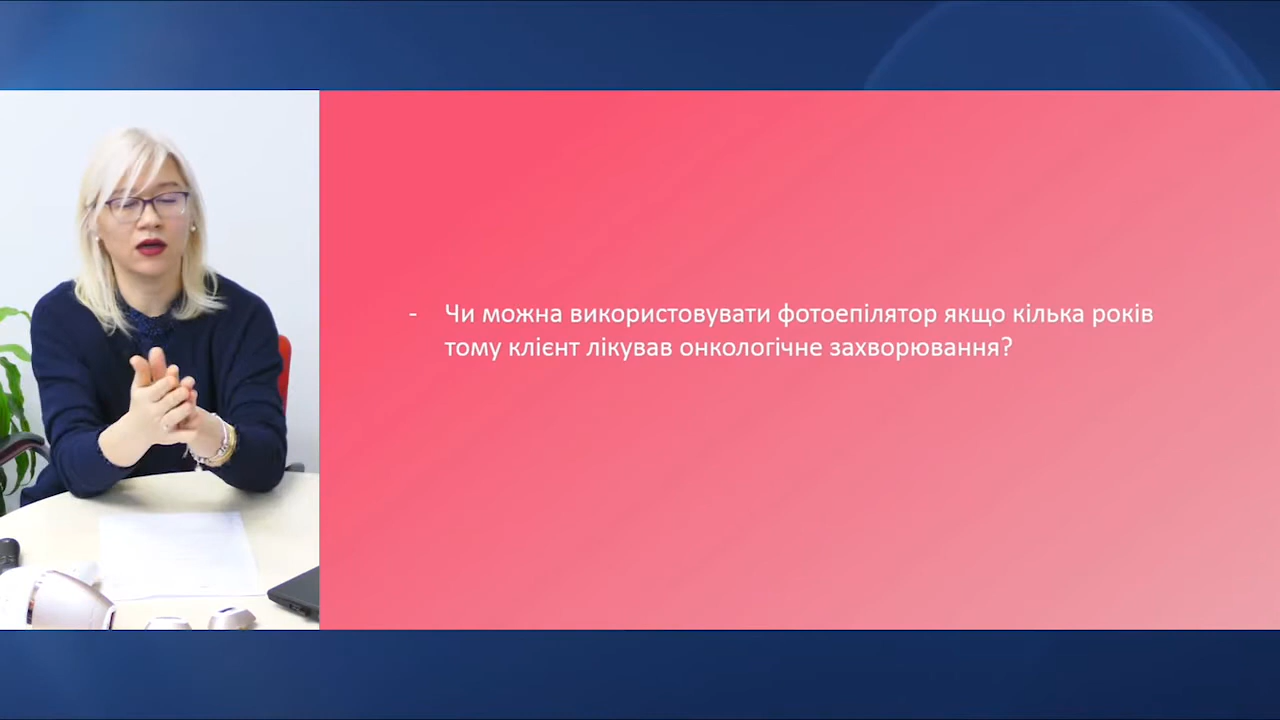 - Чи можна використовувати фотоепілятор якщо кілька років
тому клієнт лікував онкологічне захворювання?